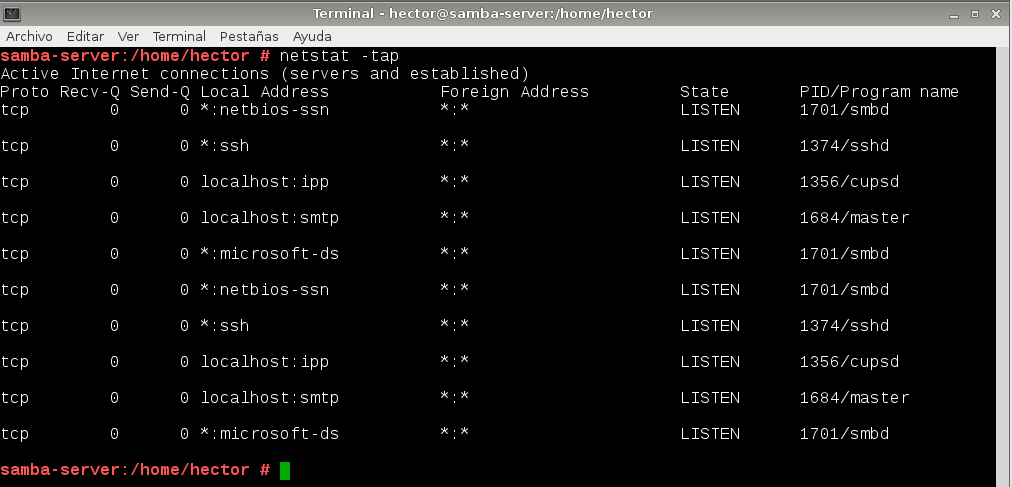 Terminal - hector@samba-server:/home/hector
Archivo Editar Ver Terminal Pestañas Ayuda
samba-server:/home/hector # netstat -tap
Active Internet connections (servers and established)
Proto Recv-Q Send-Q Local Address           Foreign Address         State       PID/Program name
tcp        0      0 *:netbios-ssn           *:*                     LISTEN      1701/smbd
tcp        0      0 *:ssh                   *:*                     LISTEN      1374/sshd
tcp        0      0 localhost:ipp           *:*                     LISTEN      1356/cupsd
tcp        0      0 localhost:smtp          *:*                     LISTEN      1684/master
tcp        0      0 *:microsoft-ds          *:*                     LISTEN      1701/smbd
tcp        0      0 *:netbios-ssn           *:*                     LISTEN      1701/smbd
tcp        0      0 *:ssh                   *:*                     LISTEN      1374/sshd
tcp        0      0 localhost:ipp           *:*                     LISTEN      1356/cupsd
tcp        0      0 localhost:smtp          *:*                     LISTEN      1684/master
tcp        0      0 *:microsoft-ds          *:*                     LISTEN      1701/smbd
samba-server:/home/hector #